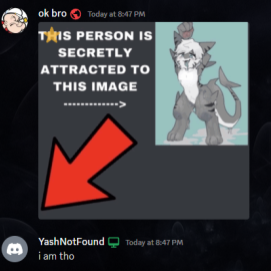 ok bro Today at 8:47 PM
THIS PERSON IS
SECRETLY
ATTRACTED TO
THIS IMAGE
------------->
YashNotFound Today at 8:47 PM
i am tho